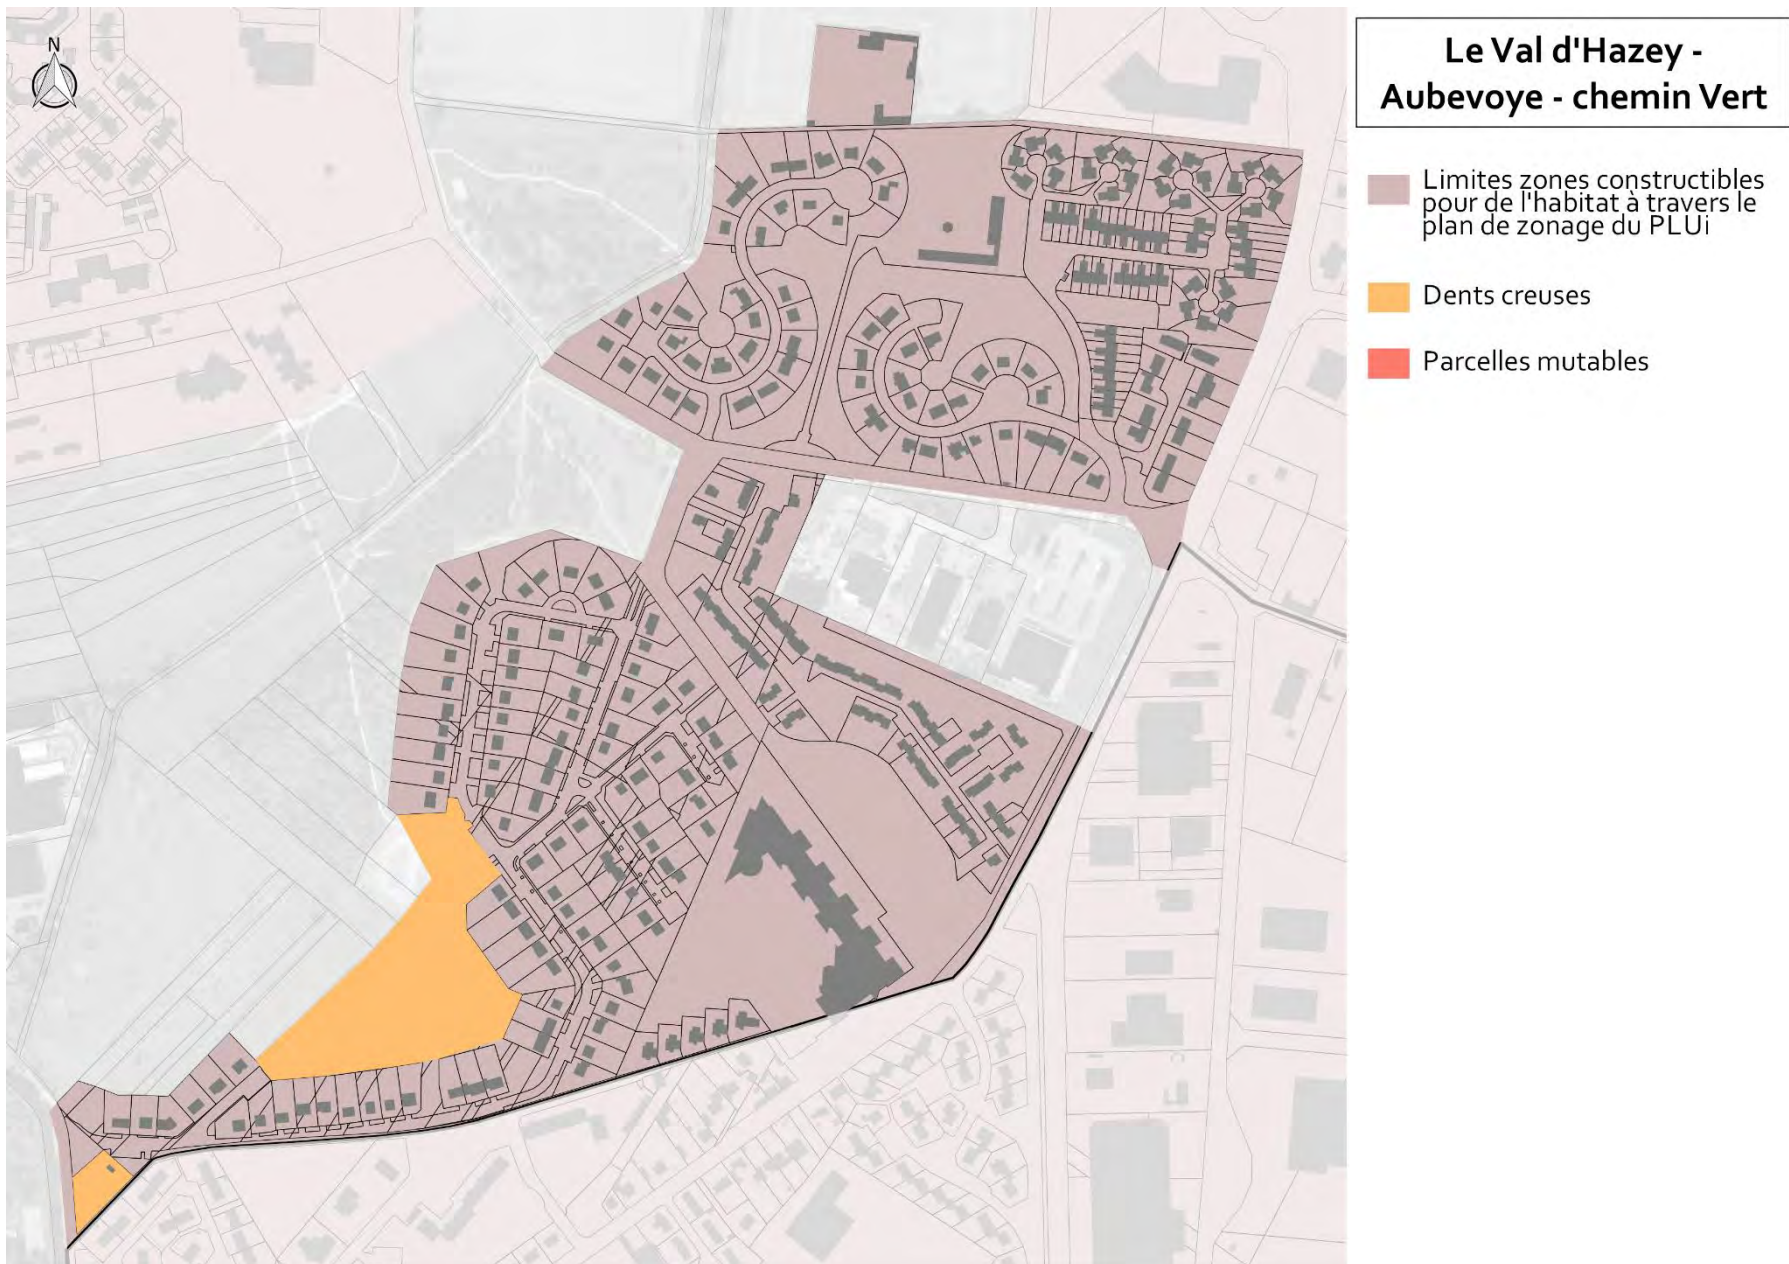 N
Le Val d'Hazey -
Aubevoye - chemin Vert
Limites zones constructibles
pour de l'habitat à travers le
plan de zonage du PLUi
Dents creuses
Parcelles mutables